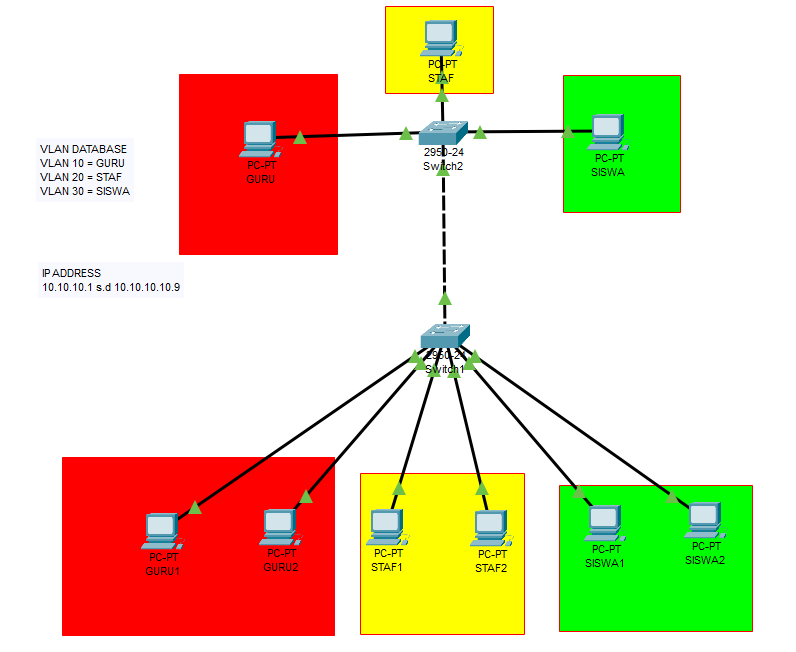 PC-PT
STAF
VLAN DATABASE
VLAN 10 = GURU
VLAN 20 = STAF
VLAN 30 = SISWA
PC-PT
GURU
2950-24
Switch2
PC-PT
SISWA
IP ADDRESS
10.10.10.1 s.d 10.10.10.10.9
2950-24
Switch1
PC-PT
GURU1
PC-PT
GURU2
PC-PT
STAF1
PC-PT
STAF2
PC-PT
SISWA1
PC-PT
SISWA2